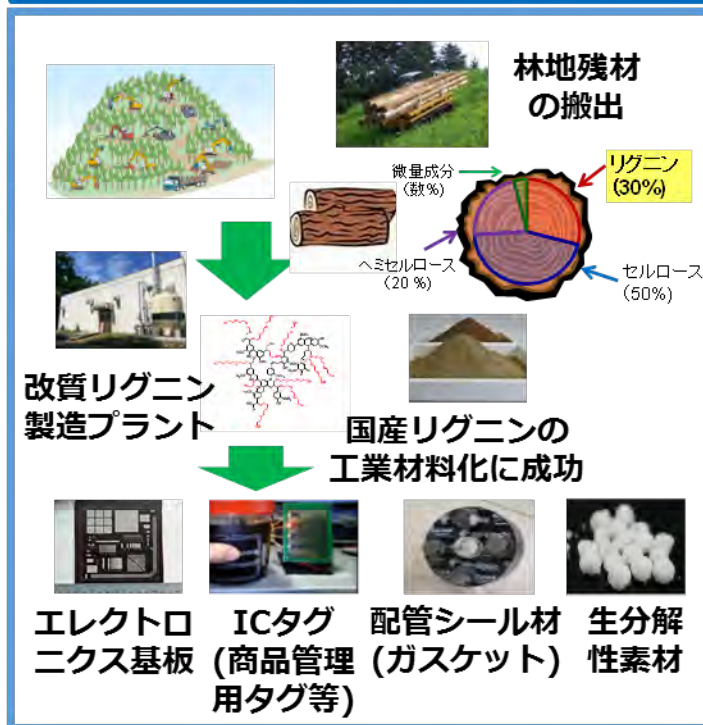 林地残材
の搬出
微量成分
(数%)
リグニン
(30%)
ヘミセルロース
(20 %)
セルロース
(50%)
改質リグニン
製造プラント
国産リグニンの
工業材料化に成功
エレクトロ
ニクス基板
ICタグ
(商品管理
用タグ等)
配管シール材
(ガスケット)
生分解
性素材